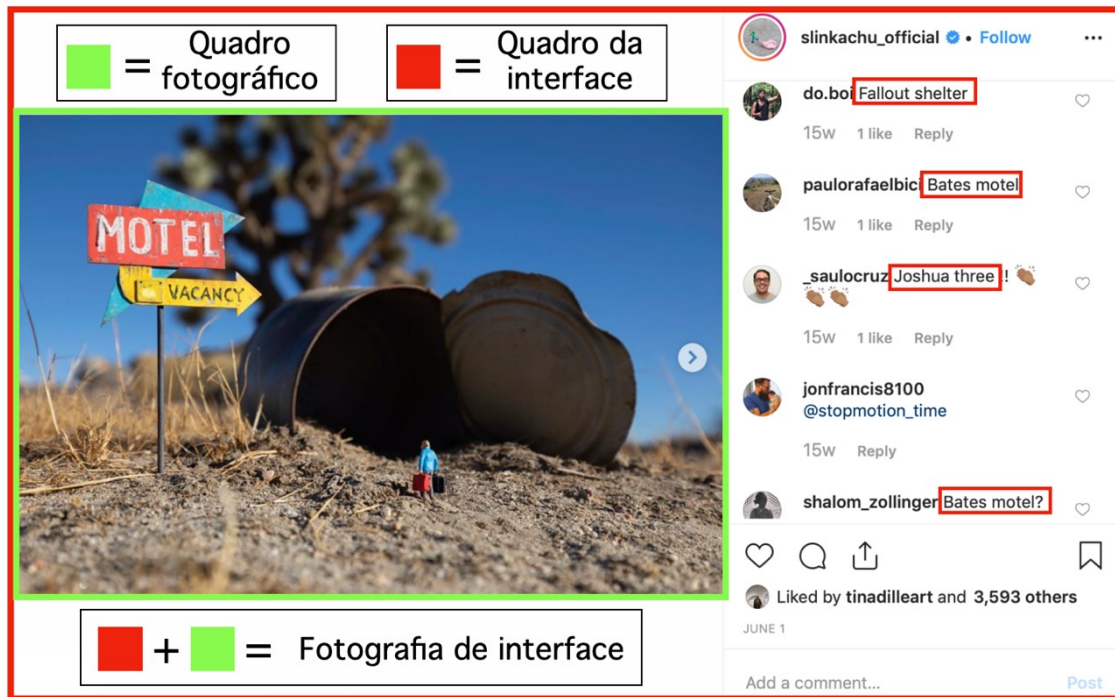 = Quadro
fotográfico
= Quadro da
interface
MOTEL
VACANCY
+ = Fotografia de interface
slinkachu_official • Follow
do.boi Fallout shelter
15w 1 like Reply
paulorafaelbici Bates motel
15w 1 like Reply
_saulocruz Joshua three !!
15w 1 like Reply
jonfrancis8100
@stopmotion_time
15w Reply
shalom_zollinger Bates motel?
Liked by tinadilleart and 3,593 others
JUNE 1
Add a comment... Post